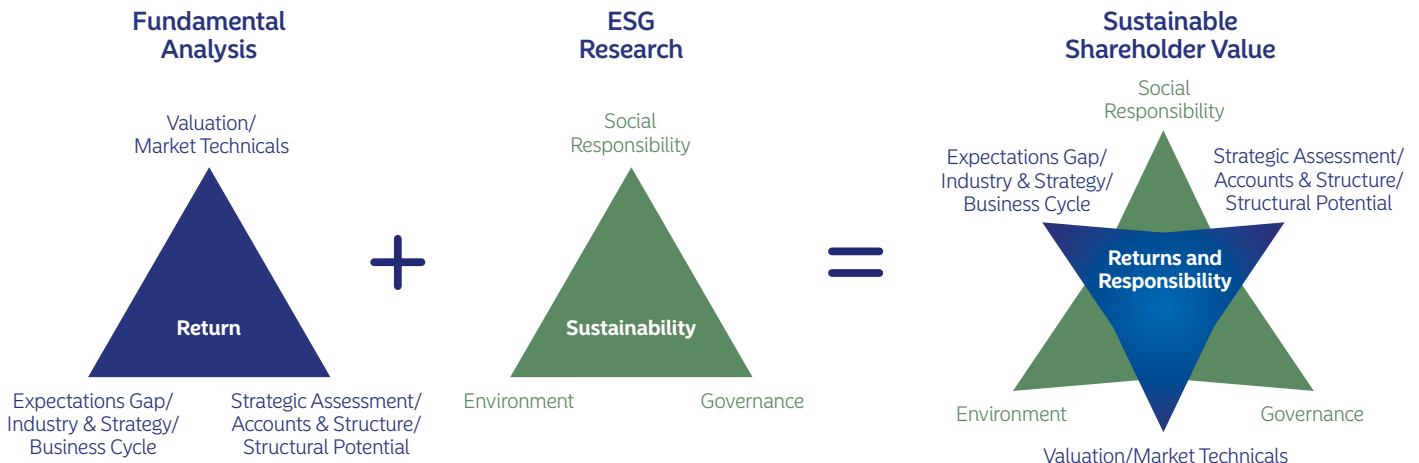 Fundamental
Analysis
Valuation/
Market Technicals
Return
Expectations Gap/
Industry & Strategy/
Business Cycle
Strategic Assessment/
Accounts & Structure/
Structural Potential
+
ESG
Research
Social
Responsibility
Sustainability
Environment
Governance
=
Sustainable
Shareholder Value
Social
Responsibility
Expectations Gap/
Industry & Strategy/
Business Cycle
Strategic Assessment/
Accounts & Structure/
Structural Potential
Returns and
Responsibility
Environment
Governance
Valuation/Market Technicals